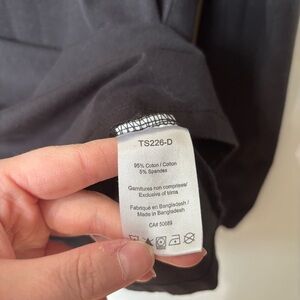 TS226-D
95% Coton / Cotton
5% Spandex
Garnitures non comprises/
Exclusive of trims
Fabriqué en Bangladesh /
Made in Bangladesh
CA# 50089